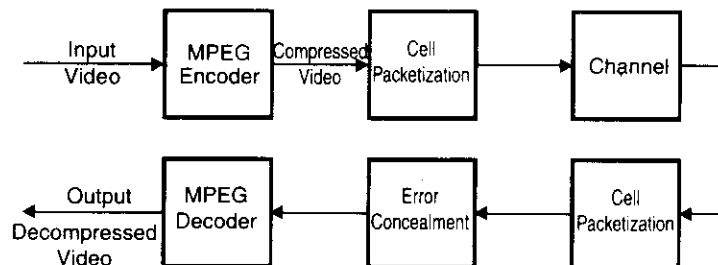 Input
Video
MPEG
Encoder
Compressed
Video
Cell
Packetization
Channel
Output
Decompressed
Video
MPEG
Decoder
Error
Concealment
Cell
Packetization